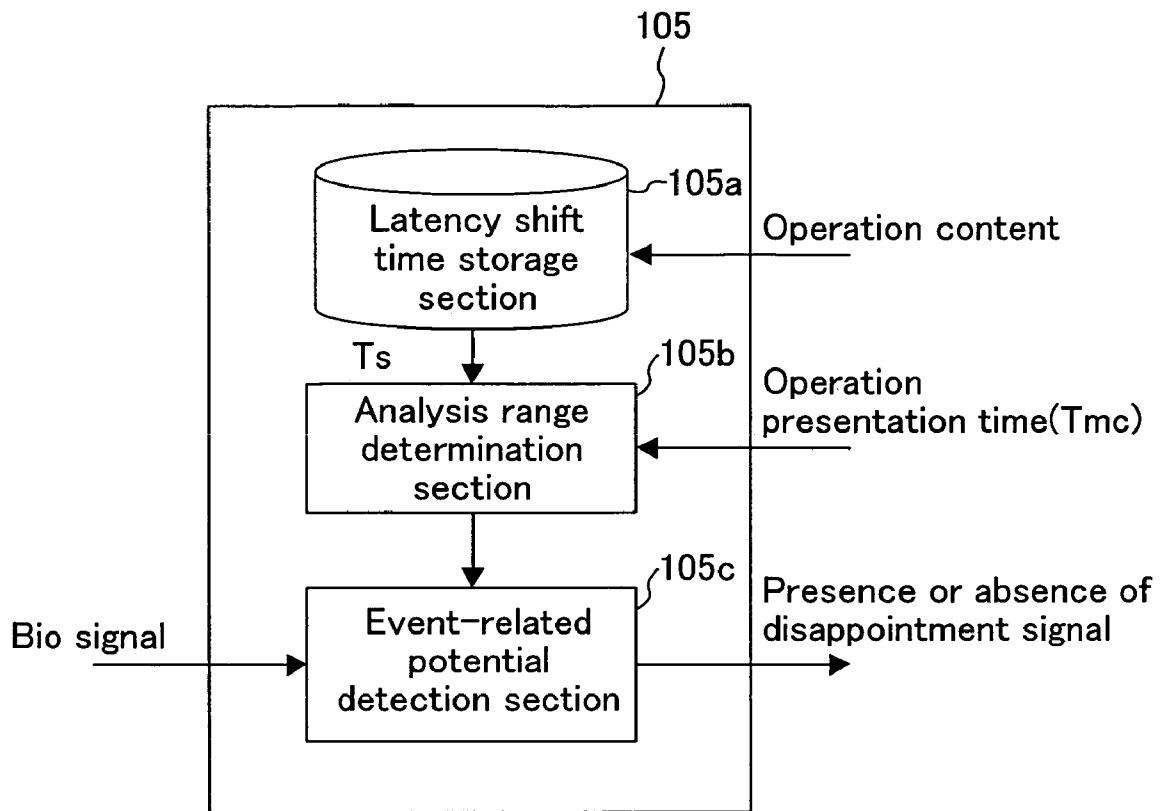 105
105a
Latency shift
time storage
section
Operation content
Ts
105b
Analysis range
determination
section
Operation
presentation time(Tmc)
105c
Bio signal
Event-related
potential
detection section
Presence or absence of
disappointment signal